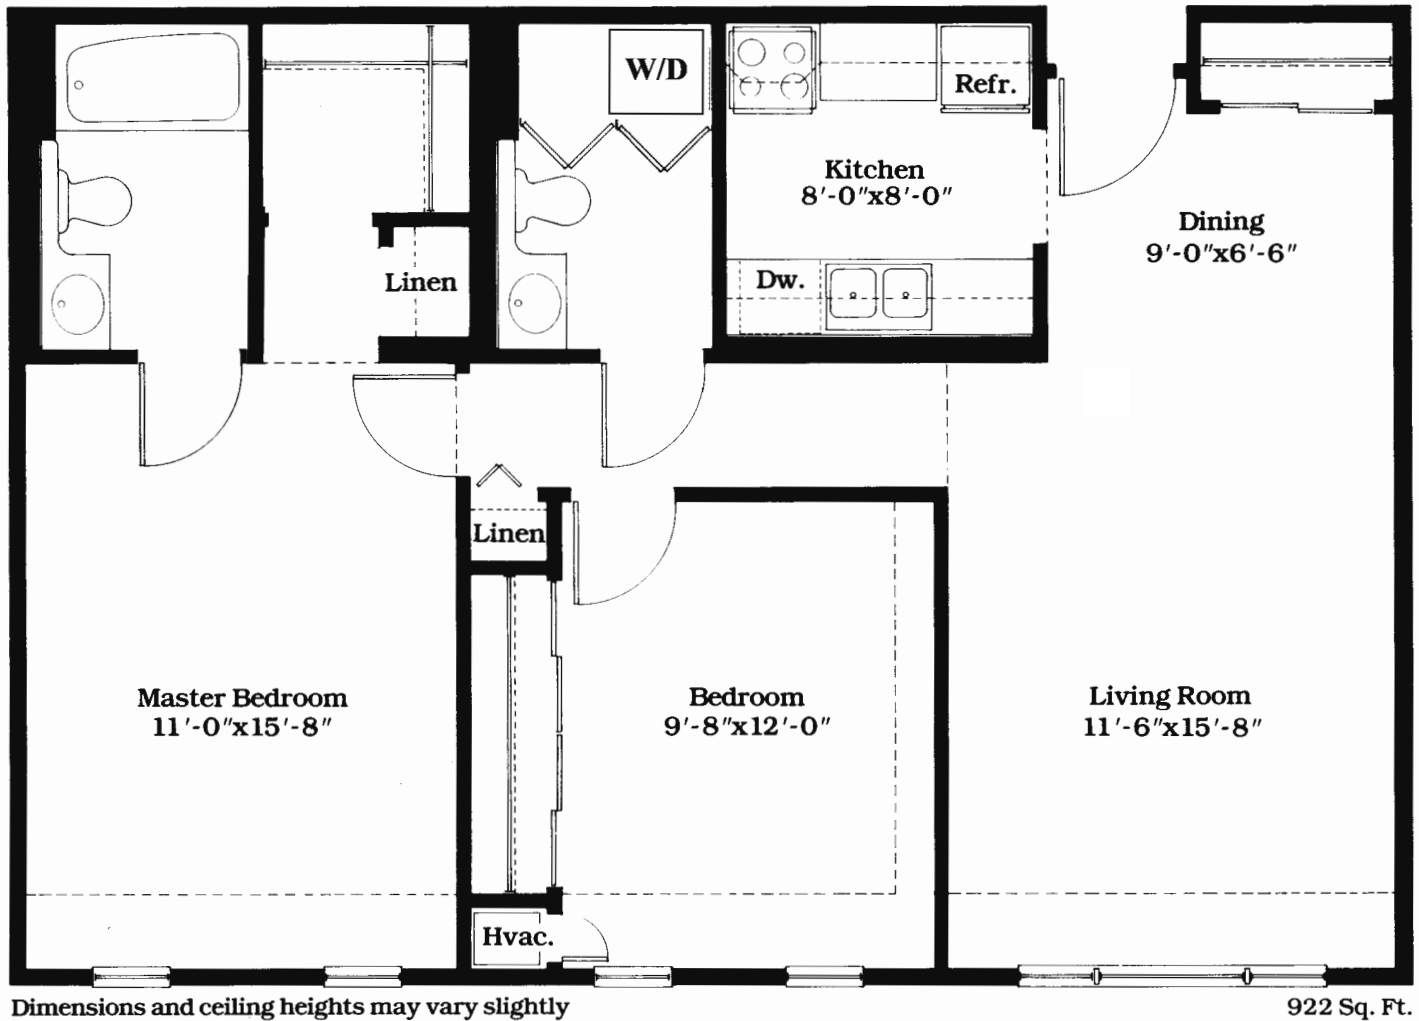 W/D
Refr.
Kitchen
8'-0"x8'-0"
Dining
9'-0"x6'-6"
Linen
Dw.
Linen
Master Bedroom
11'-0"x15'-8"
Bedroom
9'-8"x12'-0"
Living Room
11'-6"x15'-8"
Hvac.
Dimensions and ceiling heights may vary slightly
922 Sq. Ft.